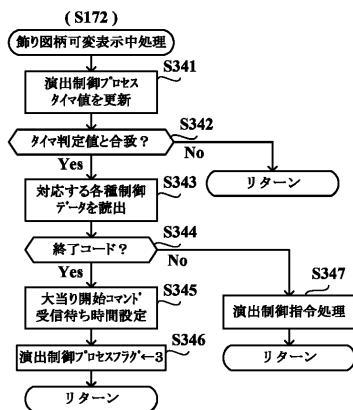 (S172)
飾り図柄可変表示中処理
S341
演出制御ﾌﾟﾛｾｽ
ﾀｲﾏ値を更新
S342
ﾀｲﾏ判定値と合致？
Yes
No
S343
リターン
対応する各種制御
ﾃﾞｰﾀを読出
S344
終了コード？
Yes
No
S345
S347
大当り開始ｺﾏﾝﾄﾞ
受信待ち時間設定
演出制御指令処理
S346
演出制御ﾌﾟﾛｾｽﾌﾗｸﾞ←3
リターン
リターン